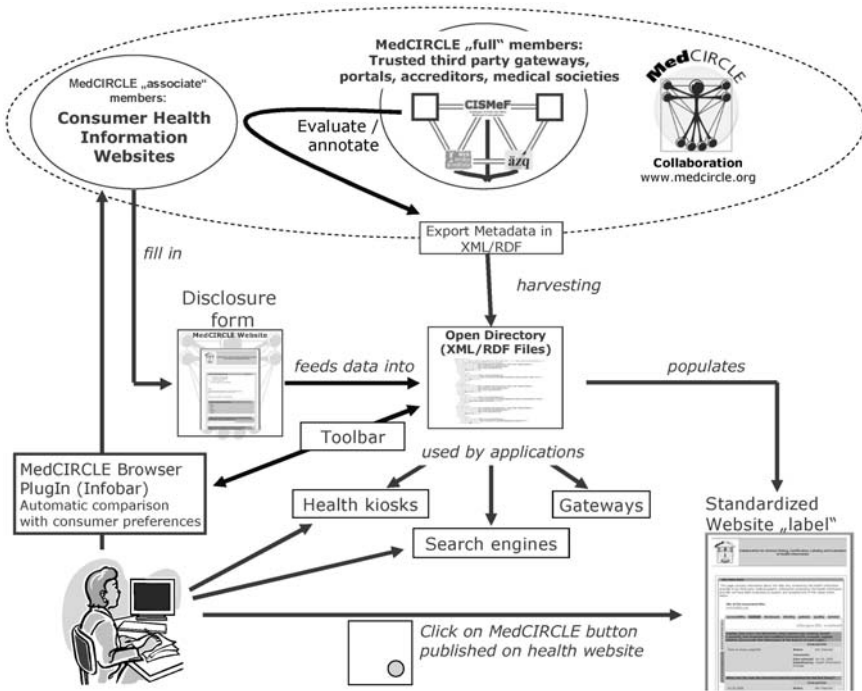 MedCIRCLE „associate“
members:
Consumer Health
Information
Websites
MedCIRCLE „full“ members:
Trusted third party gateways,
portals, accreditors, medical societies
CISMeF
äzq
Evaluate /
annotate
MedCIRCLE
Collaboration
www.medcircle.org
Export Metadata in
XML/RDF
fill in
harvesting
Disclosure
form
MedCIRCLE Website
feeds data into
Open Directory
(XML/RDF Files)
populates
Toolbar
used by applications
MedCIRCLE Browser
PlugIn (Infobar)
Automatic comparison
with consumer preferences
Health kiosks
Gateways
Search engines
Standardized
Website „label“
Click on MedCIRCLE button
published on health website